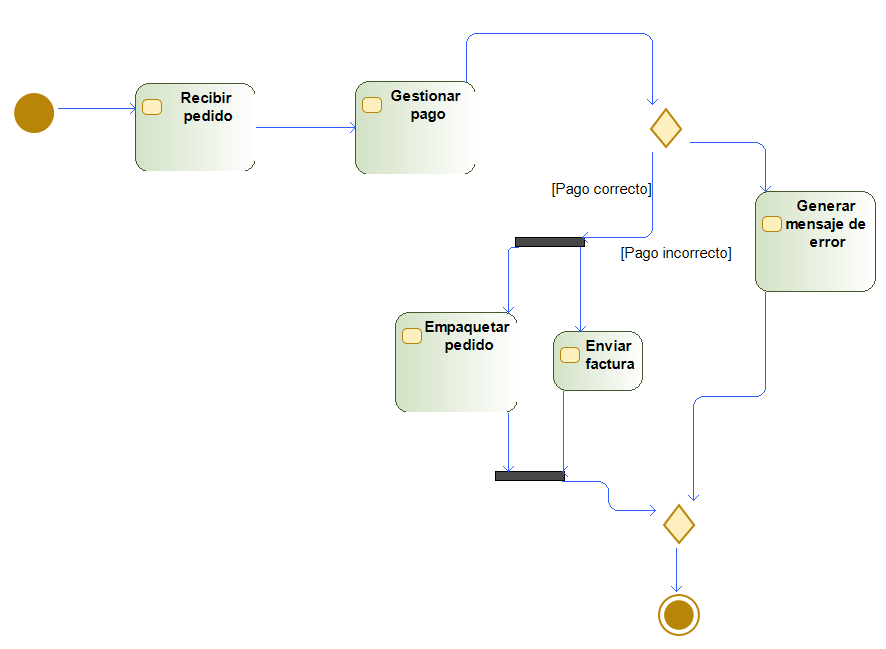 Recibir
pedido
Gestionar
pago
[Pago correcto]
Generar
mensaje de
error
[Pago incorrecto]
Empaquetar
pedido
Enviar
factura